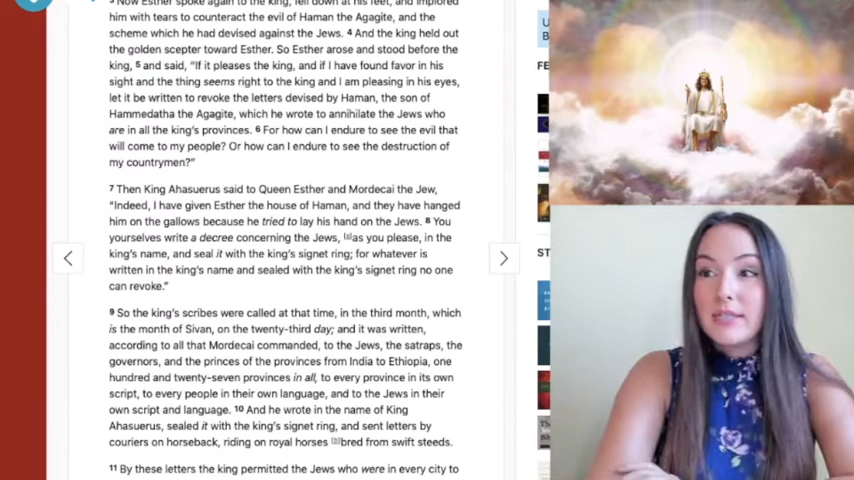 3 Now Esther spoke again to the king, fell down at his feet, and implored
him with tears to counteract the evil of Haman the Agagite, and the
scheme which he had devised against the Jews. 4 And the king held out
the golden scepter toward Esther. So Esther arose and stood before the
king, 5 and said, “If it pleases the king, and if I have found favor in his
sight and the thing seems right to the king and I am pleasing in his eyes,
let it be written to revoke the letters devised by Haman, the son of
Hammedatha the Agagite, which he wrote to annihilate the Jews who
are in all the king’s provinces. 6 For how can I endure to see the evil that
will come to my people? Or how can I endure to see the destruction of
my countrymen?”
7 Then King Ahasuerus said to Queen Esther and Mordecai the Jew,
“Indeed, I have given Esther the house of Haman, and they have hanged
him on the gallows because he tried to lay his hand on the Jews. 8 You
yourselves write a decree concerning the Jews, [a]as you please, in the
king’s name, and seal it with the king’s signet ring; for whatever is
written in the king’s name and sealed with the king’s signet ring no one
can revoke.”
9 So the king’s scribes were called at that time, in the third month, which
is the month of Sivan, on the twenty-third day; and it was written,
according to all that Mordecai commanded, to the Jews, the satraps, the
governors, and the princes of the provinces from India to Ethiopia, one
hundred and twenty-seven provinces in all, to every province in its own
script, to every people in their own language, and to the Jews in their
own script and language. 10 And he wrote in the name of King
Ahasuerus, sealed it with the king’s signet ring, and sent letters by
couriers on horseback, riding on royal horses [b]bred from swift steeds.
11 By these letters the king permitted the Jews who were in every city to
U
B
FE
ST
The